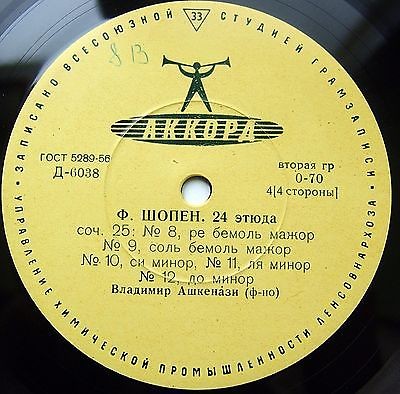 ЗАПИСАНО ВСЕСОЮЗНОЙ СТУДИЕЙ ГРАМЗАПИСИ
33
8В
АККОРД
ГОСТ 5289-56
Д-6038
вторая гр
0-70
4[4 стороны]
Ф. ШОПЕН. 24 этюда
соч. 25: № 8, ре бемоль мажор
№ 9, соль бемоль мажор
№ 10, си минор, № 11, ля минор
№ 12, до минор
Владимир Ашкенази (ф-но)
УПРАВЛЕНИЕ ХИМИЧЕСКОЙ ПРОМЫШЛЕННОСТИ ЛЕНСОВНАРХОЗА